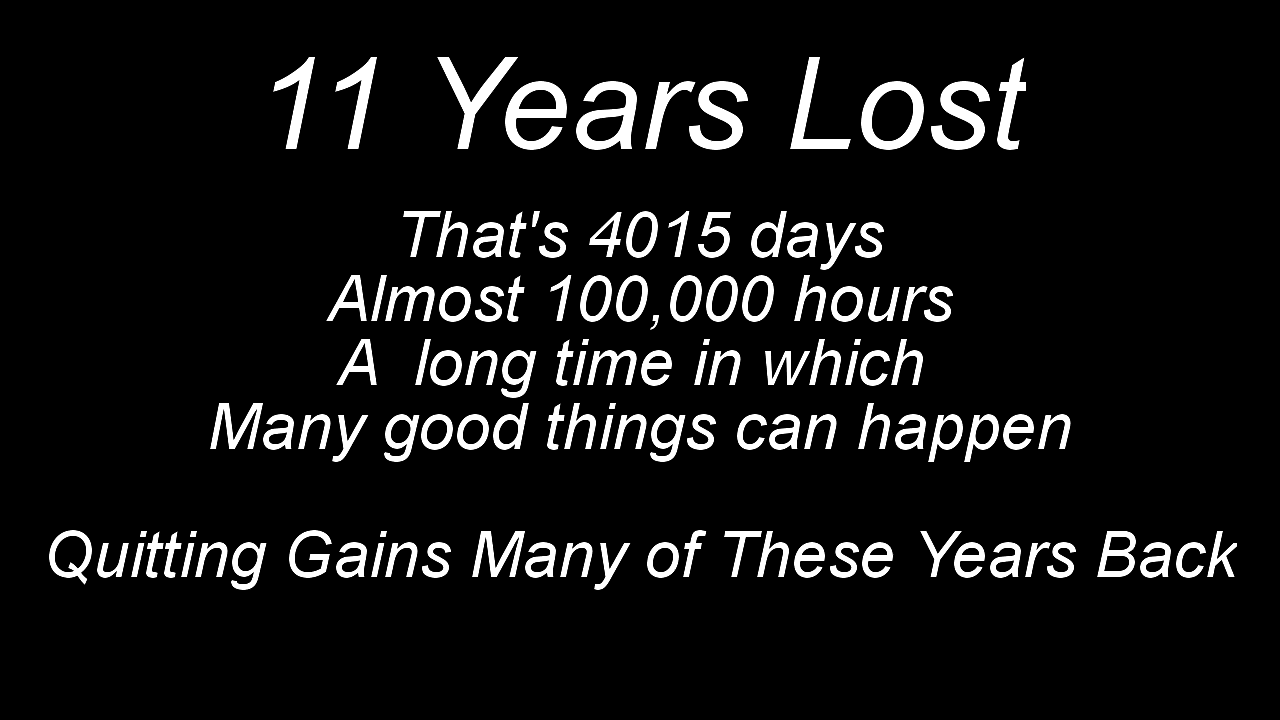 11 Years Lost
That's 4015 days
Almost 100,000 hours
A  long time in which
Many good things can happen
Quitting Gains Many of These Years Back